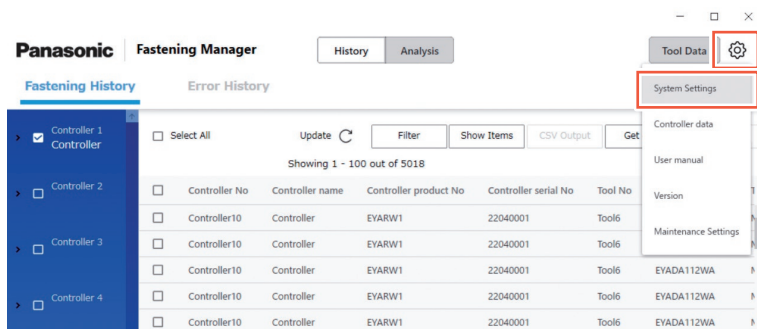 Panasonic Fastening Manager History Analysis Tool Data
Fastening History Error History
System Settings
Controller data
User manual
Version
Maintenance Settings
Controller 1
Controller
Controller 2
Controller 3
Controller 4
Select All Update Filter Show Items CSV Output Get
Showing 1 - 100 out of 5018
Controller No Controller name Controller product No Controller serial No Tool No
Controller10 Controller EYARW1 22040001 Tool6
Controller10 Controller EYARW1 22040001 Tool6
Controller10 Controller EYARW1 22040001 Tool6 EYADA112WA
Controller10 Controller EYARW1 22040001 Tool6 EYADA112WA
Controller10 Controller EYARW1 22040001 Tool6 EYADA112WA